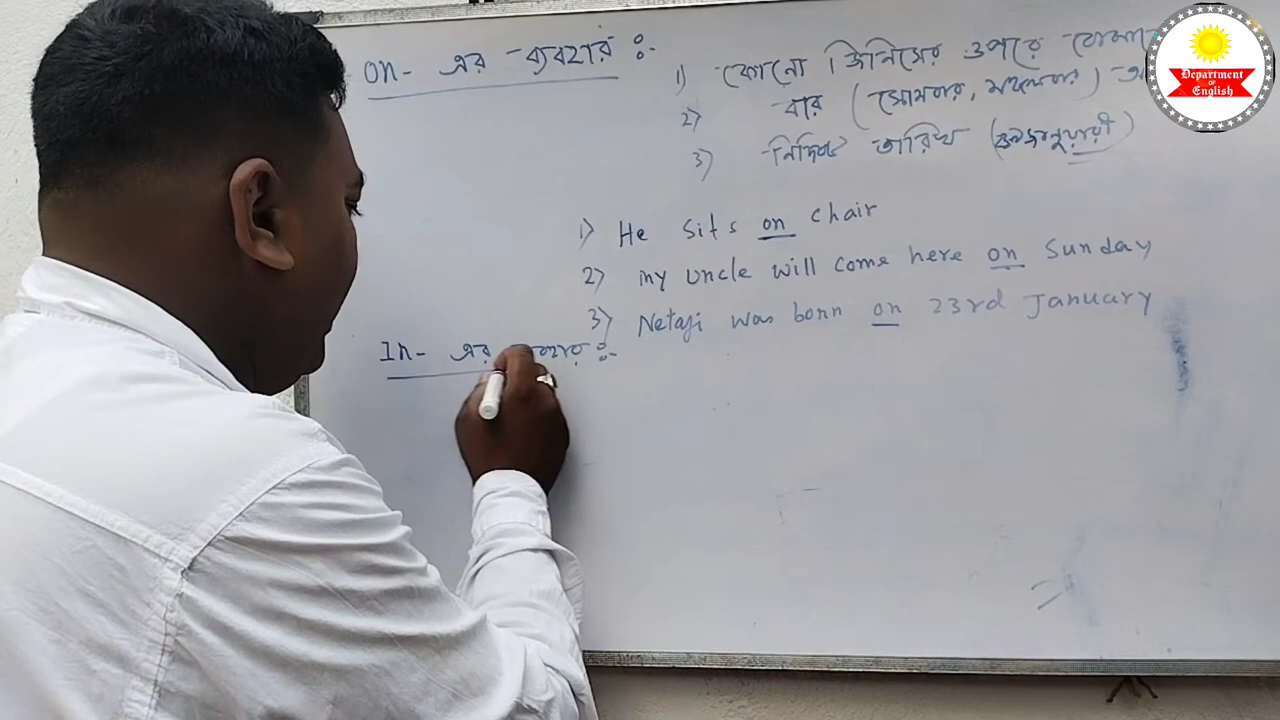 On- এর ব্যবহার :-
1) কোনো জিনিসের ওপরে
2) বার ( সোমবার, মঙ্গলবার )
3) নির্দিষ্ট তারিখ
1) He sits on chair
2) my uncle will come here on Sunday
3) Netaji was born on 23rd January
In- এর :-
Department
OF
English